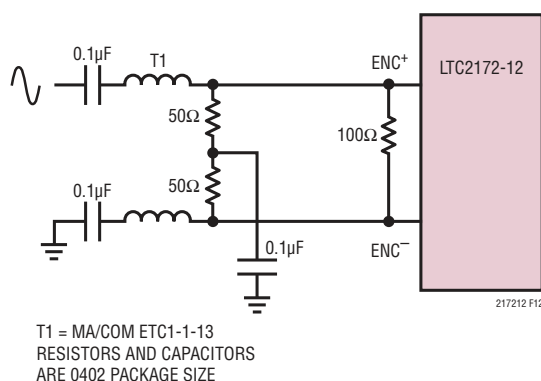 0.1µF
T1
ENC+
LTC2172-12
50Ω
100Ω
50Ω
0.1µF
0.1µF
ENC–
217212 F12
T1 = MA/COM ETC1-1-13
RESISTORS AND CAPACITORS
ARE 0402 PACKAGE SIZE